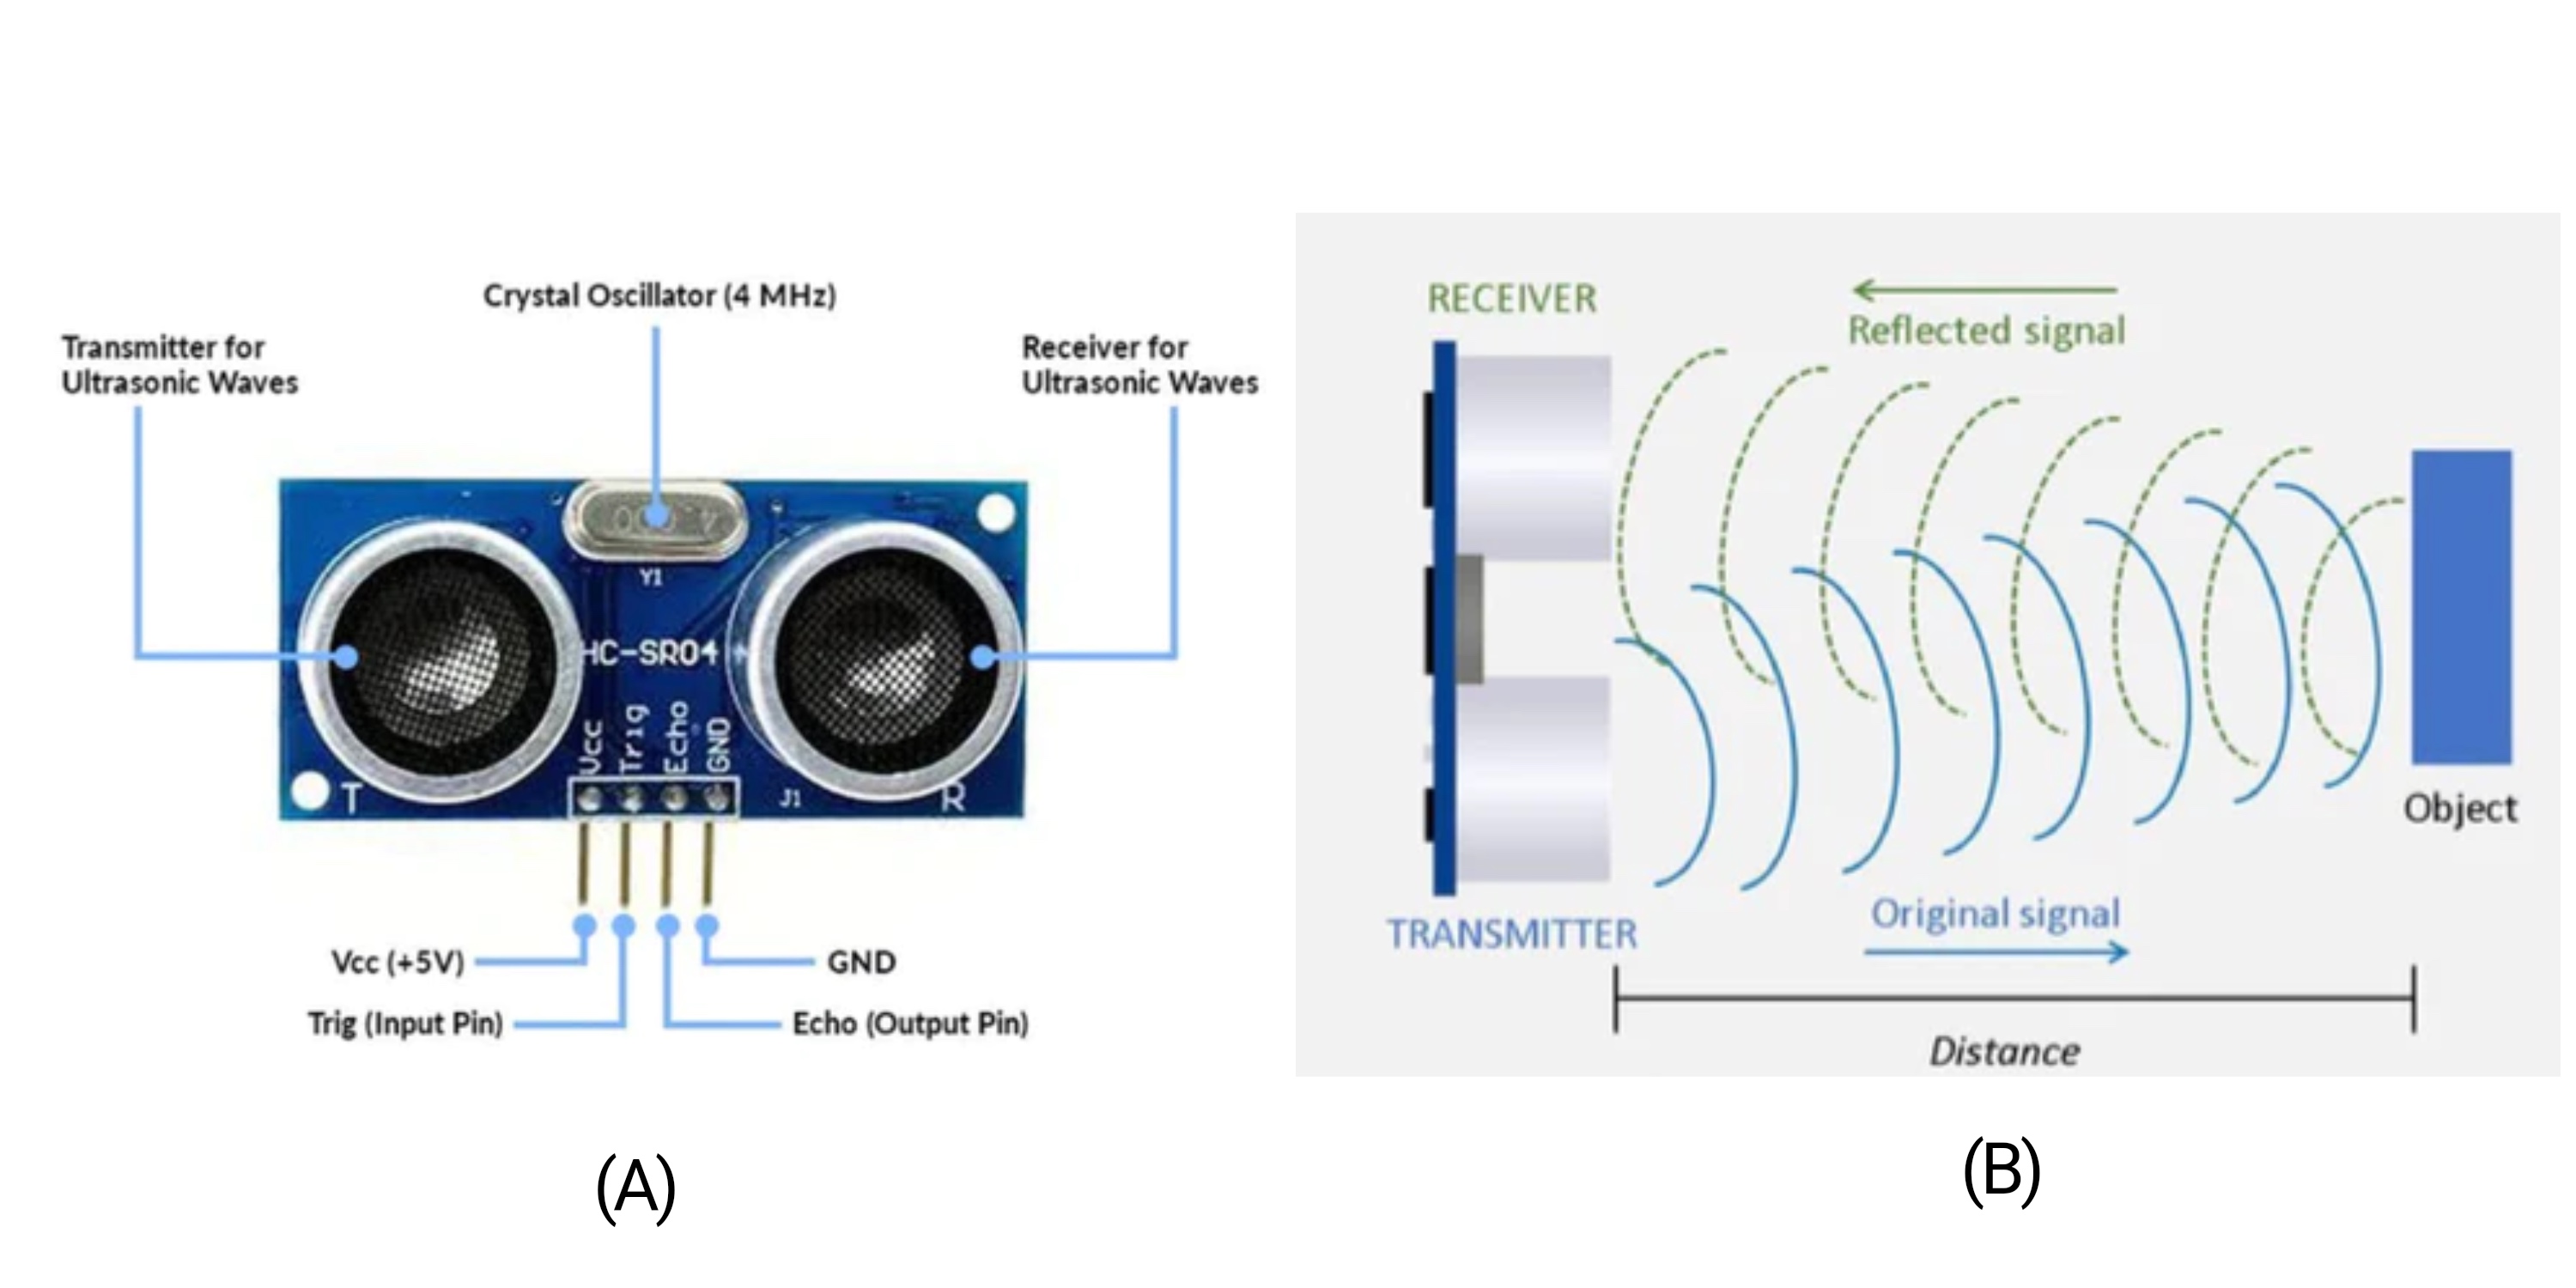 Crystal Oscillator (4 MHz)
Transmitter for
Ultrasonic Waves
Receiver for
Ultrasonic Waves
Y1
HC-SR04
Vcc
Trig
Echo
GND
T
J1
R
Vcc (+5V)
GND
Trig (Input Pin)
Echo (Output Pin)
(A)
RECEIVER
Reflected signal
Object
TRANSMITTER
Original signal
Distance
(B)